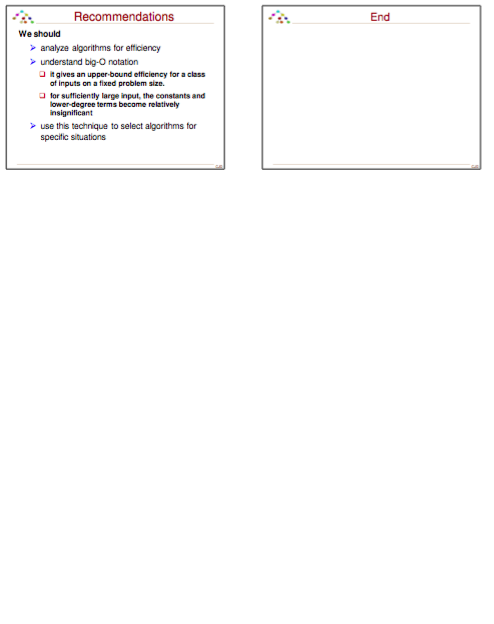 Recommendations
We should
analyze algorithms for efficiency
understand big-O notation
it gives an upper-bound efficiency for a class
of inputs on a fixed problem size.
for sufficiently large input, the constants and
lower-degree terms become relatively
insignificant
use this technique to select algorithms for
specific situations
End